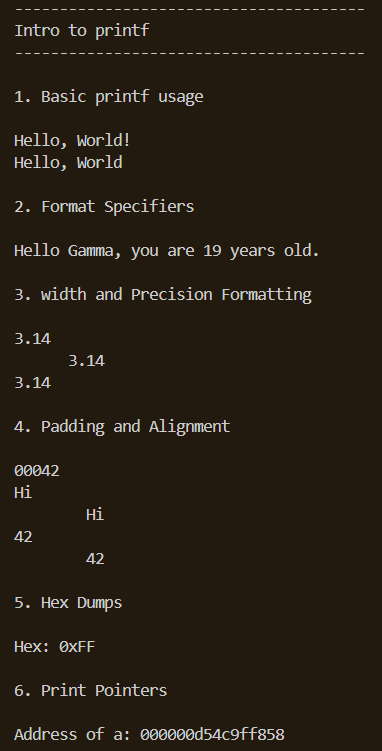 ---------------------------------------
Intro to printf
---------------------------------------
1. Basic printf usage
Hello, World!
Hello, World
2. Format Specifiers
Hello Gamma, you are 19 years old.
3. width and Precision Formatting
3.14
      3.14
3.14
4. Padding and Alignment
00042
Hi
        Hi
42
        42
5. Hex Dumps
Hex: 0xFF
6. Print Pointers
Address of a: 000000d54c9ff858